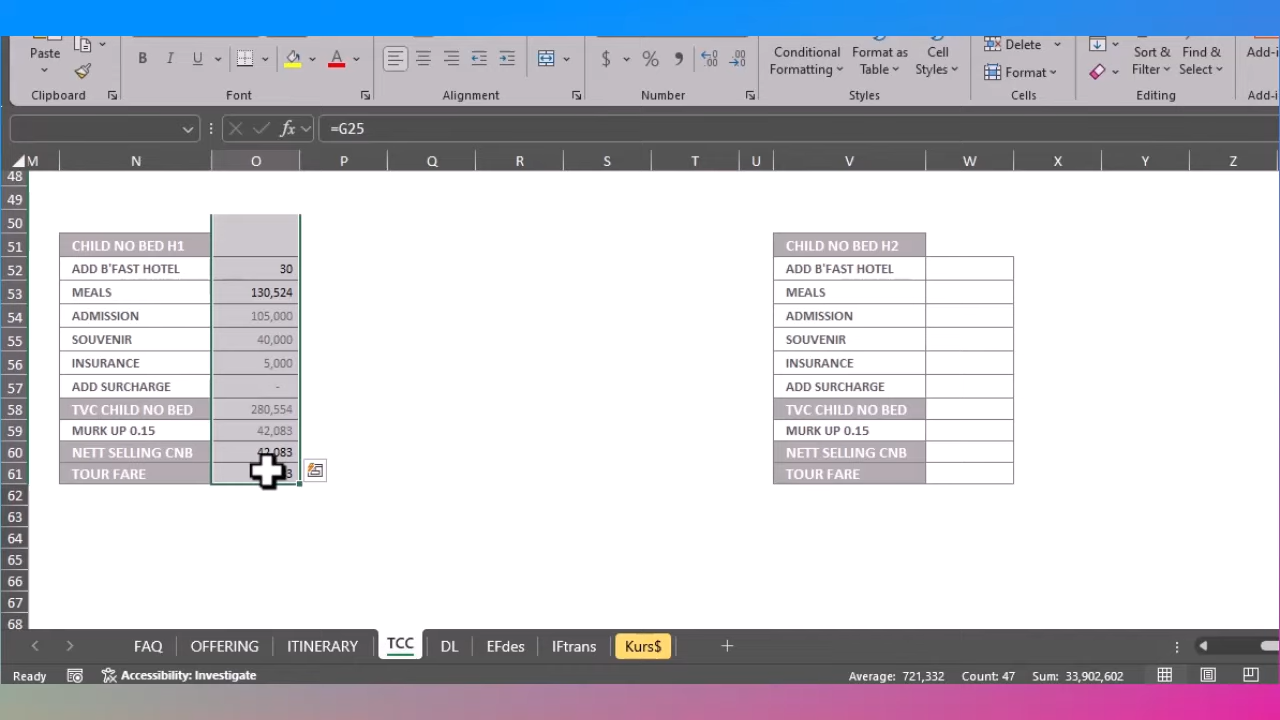 Paste
Clipboard
B I U
A
Font
Alignment
$ %
Number
Conditional Formatting
Format as Table
Cell Styles
Styles
Delete
Format
Cells
Sort & Filter
Find & Select
Editing
Add-
Add-i
fx =G25
M N O P Q R S T U V W X Y Z
48
49
50
51 CHILD NO BED H1 CHILD NO BED H2
52 ADD B'FAST HOTEL 30 ADD B'FAST HOTEL
53 MEALS 130,524 MEALS
54 ADMISSION 105,000 ADMISSION
55 SOUVENIR 40,000 SOUVENIR
56 INSURANCE 5,000 INSURANCE
57 ADD SURCHARGE - ADD SURCHARGE
58 TVC CHILD NO BED 280,554 TVC CHILD NO BED
59 MURK UP 0.15 42,083 MURK UP 0.15
60 NETT SELLING CNB 42,083 NETT SELLING CNB
61 TOUR FARE 3 TOUR FARE
62
63
64
65
66
67
68
FAQ OFFERING ITINERARY TCC DL EFdes IFtrans Kurs$
Ready Accessibility: Investigate Average: 721,332 Count: 47 Sum: 33,902,602